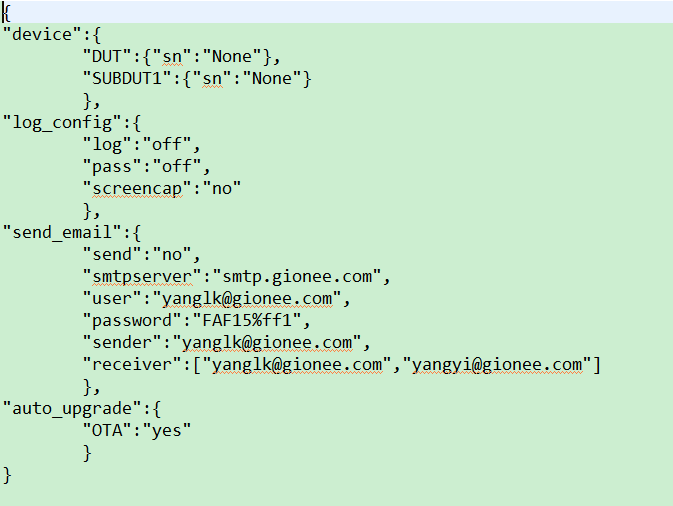 {
"device":{
"DUT":{"sn":"None"},
"SUBDUT1":{"sn":"None"}
},
"log_config":{
"log":"off",
"pass":"off",
"screencap":"no"
},
"send_email":{
"send":"no",
"smtpserver":"smtp.gionee.com",
"user":"yanglk@gionee.com",
"password":"FAF15%ff1",
"sender":"yanglk@gionee.com",
"receiver":["yanglk@gionee.com","yangyi@gionee.com"]
},
"auto_upgrade":{
"OTA":"yes"
}
}